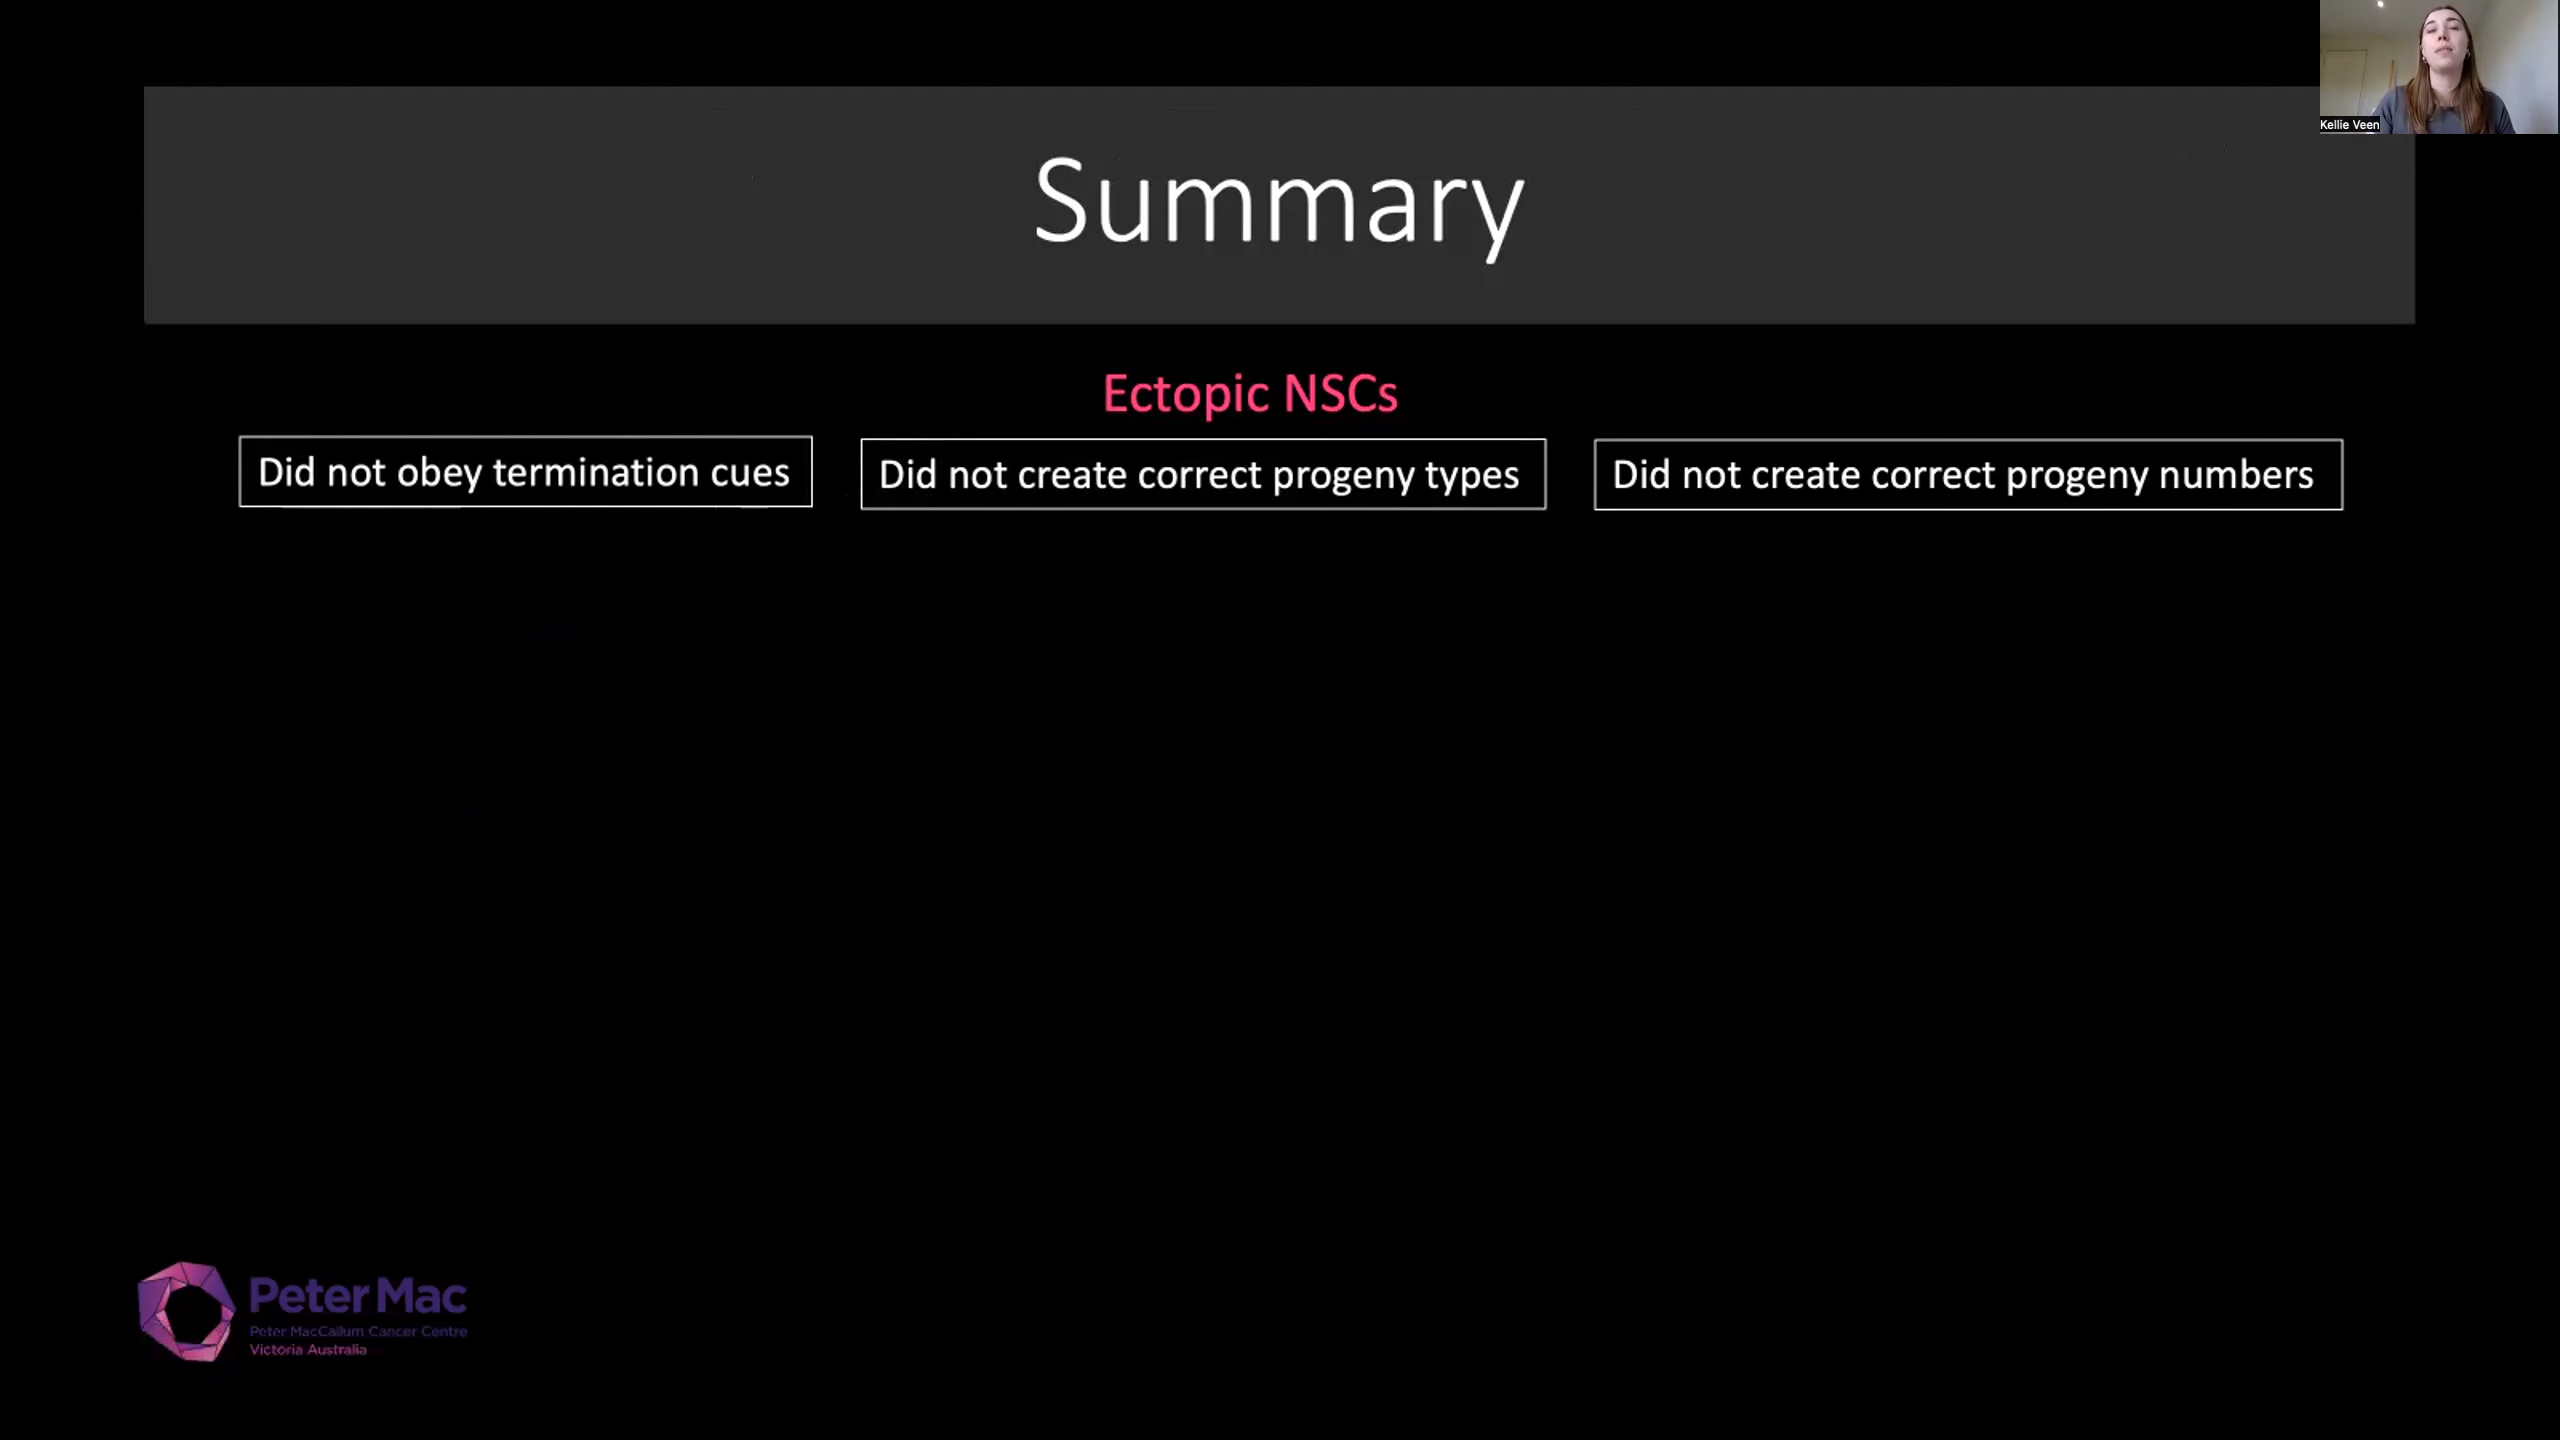 Kellie Veen
Summary
Ectopic NSCs
Did not obey termination cues
Did not create correct progeny types
Did not create correct progeny numbers
Peter Mac
Peter MacCallum Cancer Centre
Victoria Australia